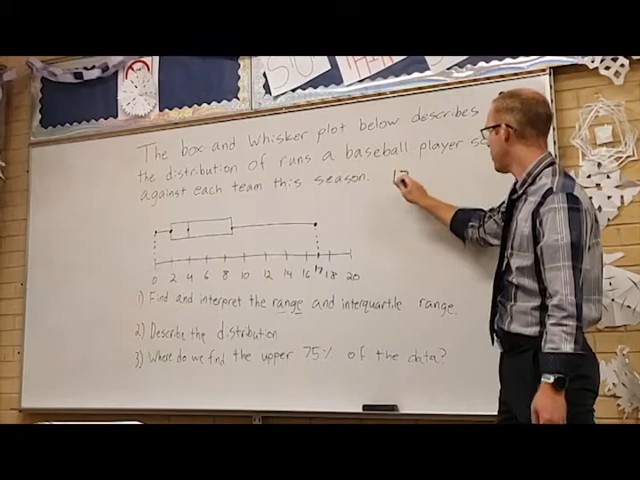 The box and whisker plot below describes
the distribution of runs a baseball player
against each team this season.
0 2 4 6 8 10 12 14 16 17 18 20
1) Find and interpret the range and interquartile range.
2) Describe the distribution
3) Where do we find the upper 75% of the data?